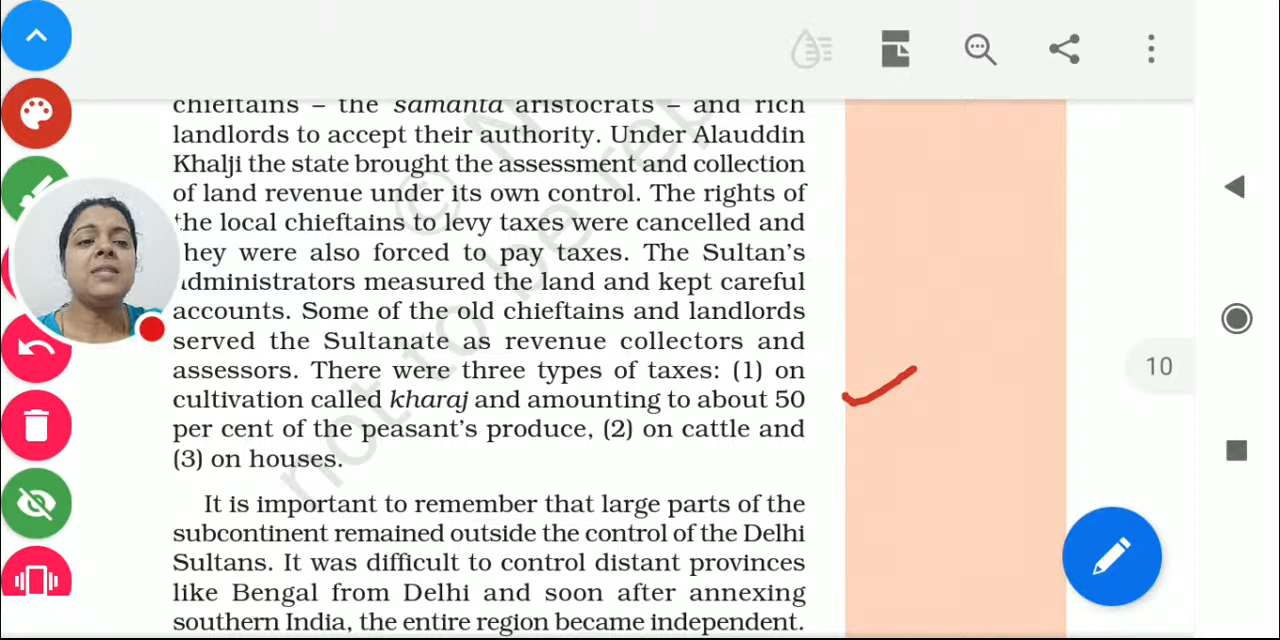 chieftains – the samanta aristocrats – and rich
landlords to accept their authority. Under Alauddin
Khalji the state brought the assessment and collection
of land revenue under its own control. The rights of
the local chieftains to levy taxes were cancelled and
they were also forced to pay taxes. The Sultan's
administrators measured the land and kept careful
accounts. Some of the old chieftains and landlords
served the Sultanate as revenue collectors and
assessors. There were three types of taxes: (1) on
cultivation called kharaj and amounting to about 50
per cent of the peasant's produce, (2) on cattle and
(3) on houses.
It is important to remember that large parts of the
subcontinent remained outside the control of the Delhi
Sultans. It was difficult to control distant provinces
like Bengal from Delhi and soon after annexing
southern India, the entire region became independent.
10
© N
not to be rep